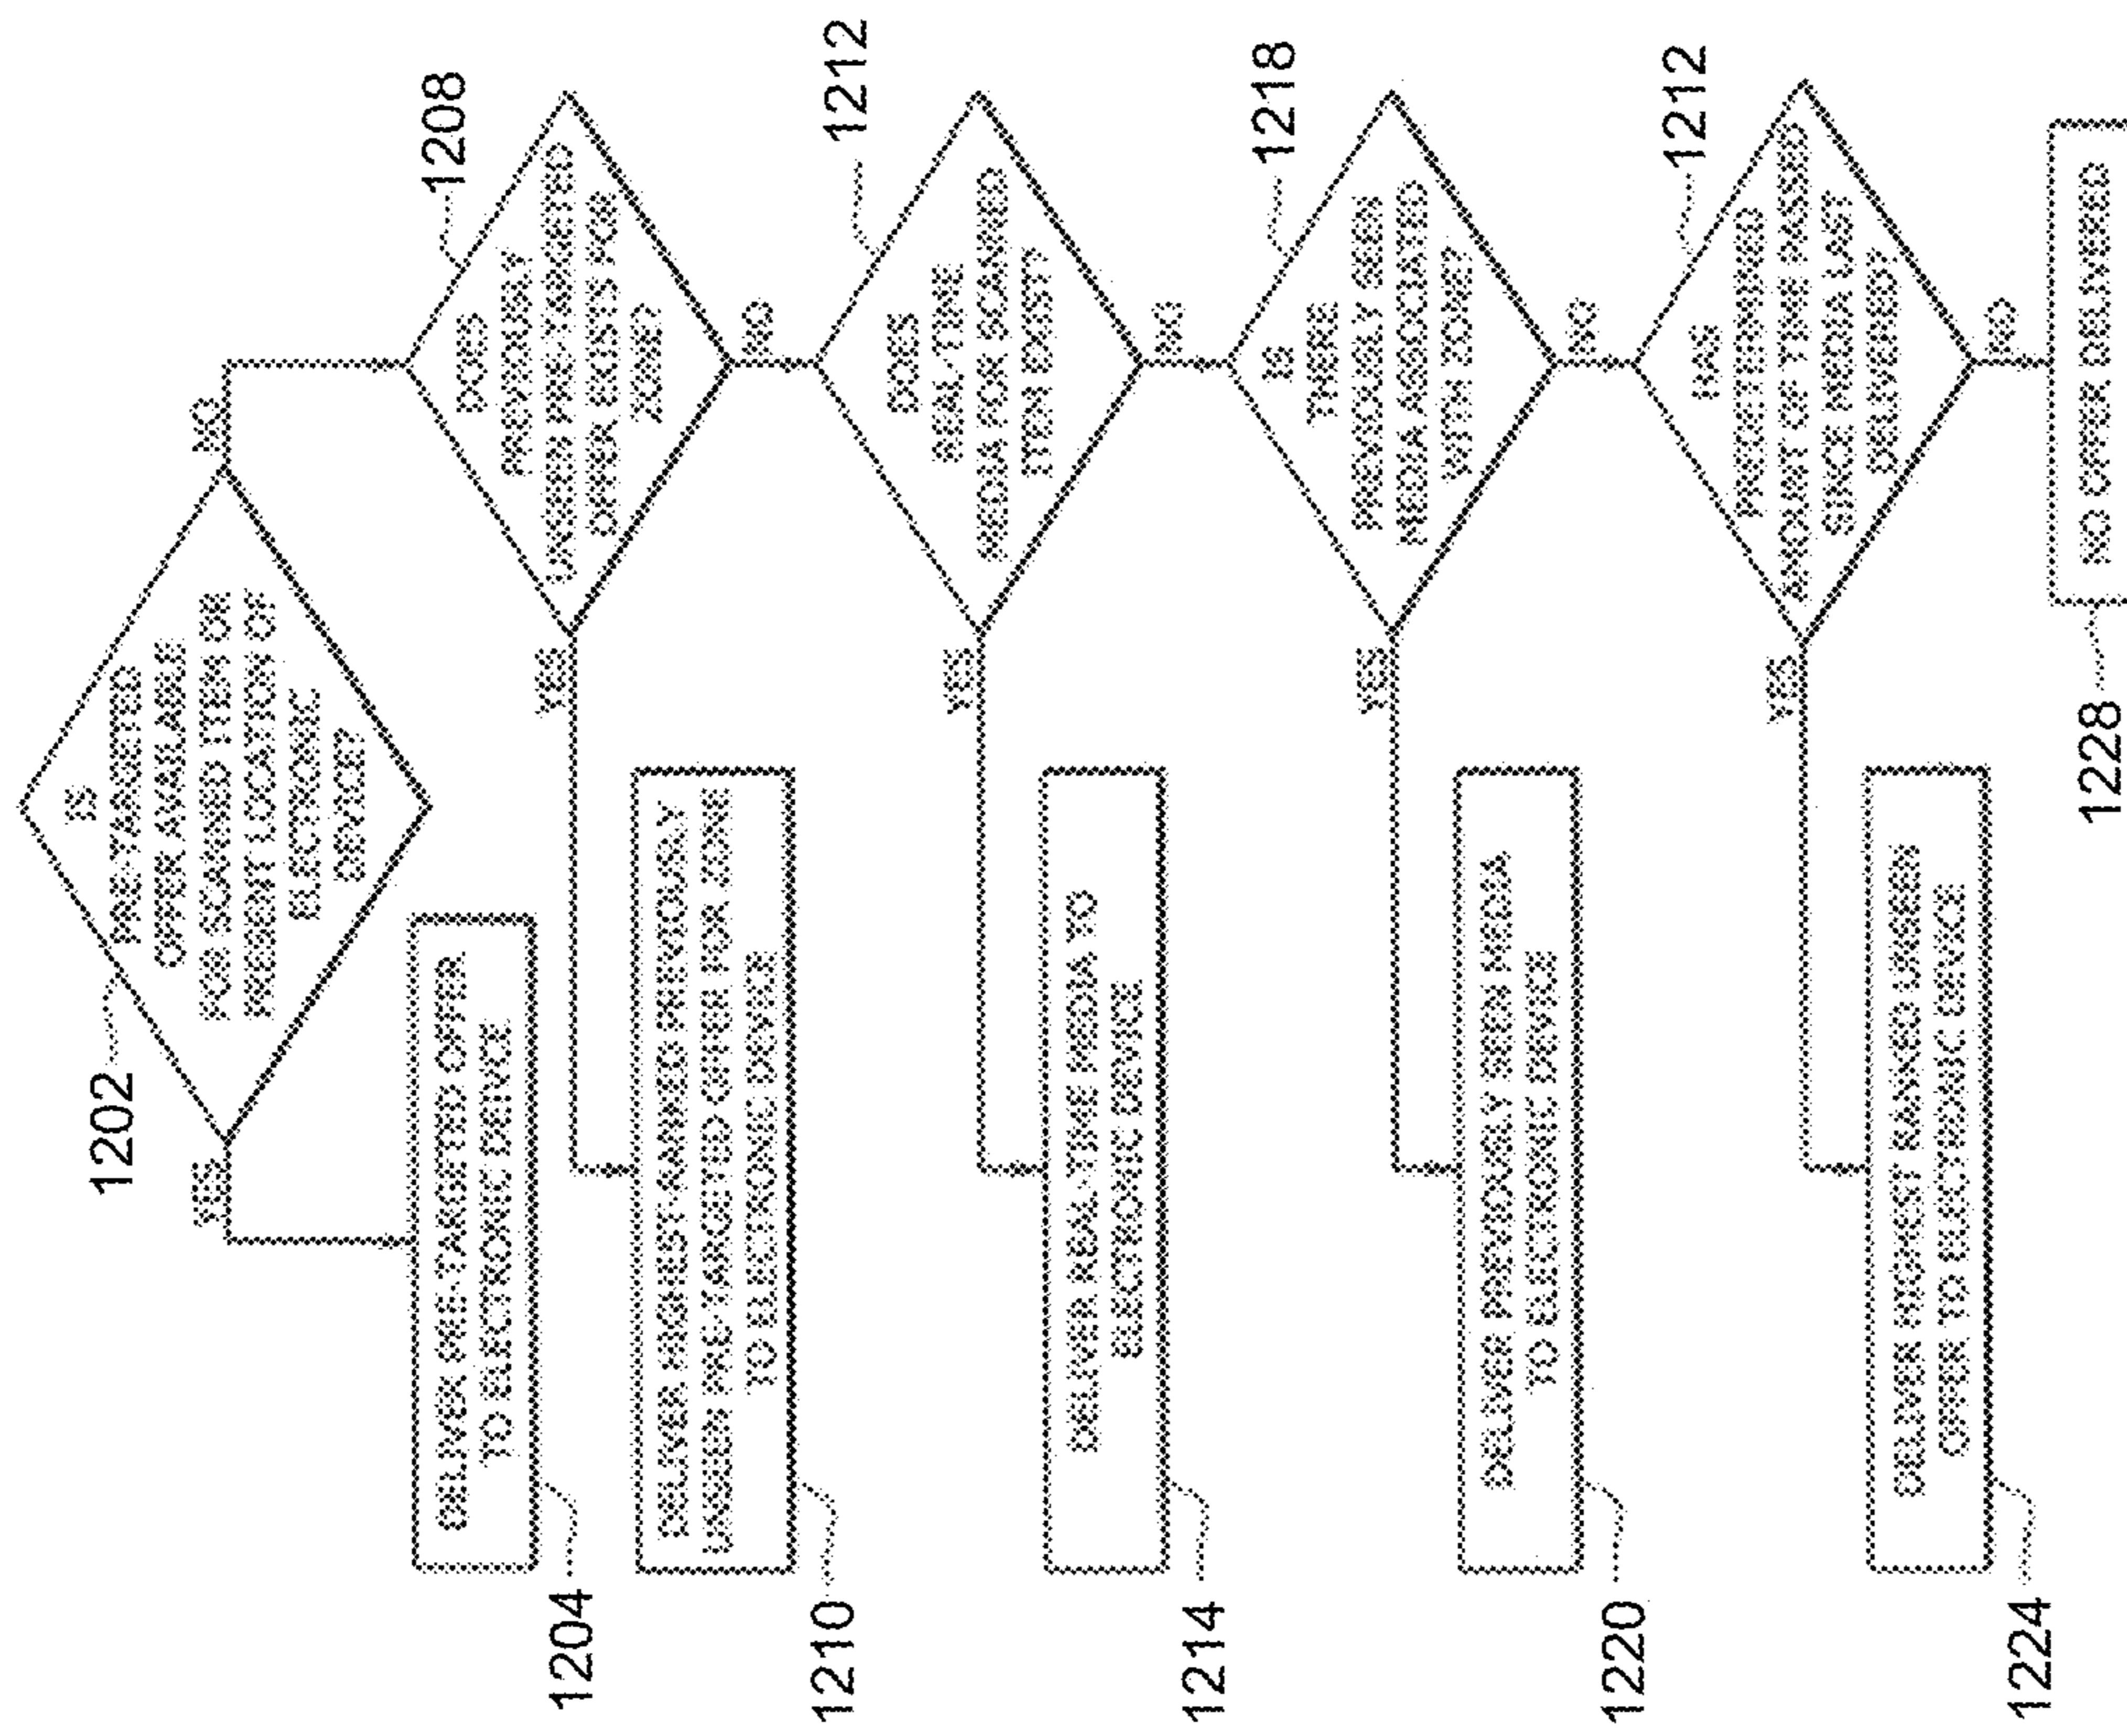 1202
IS
PRE-TARGETED
OFFER AVAILABLE
FOR SCANNED ITEM OR
PRESENT LOCATION OF
ELECTRONIC
DEVICE?
YES
NO
DELIVER PRE-TARGETED OFFER
TO ELECTRONIC DEIVCE
1204
1208
DOES
PREVIOUSLY
UNSEEN PRE-TARGETED
OFFER EXISTS FOR
ZONE?
YES
NO
DELIVER HIGHEST-RANKED PREVIOUSLY
UNSEEN PRE-TARGETED OFFER FOR ZONE
TO ELECTRONIC DEVICE
1210
1212
DOES
REAL-TIME
MEDIA FOR SCANNED
ITEM EXIST?
YES
NO
DELIVER REAL-TIME MEDIA TO
ELECTRONIC DEVICE
1214
1218
IS
THERE
PREVIOUSLY SEEN
MEDIA ASSOCIATED
WITH ZONE?
YES
NO
DELIVER PREVIOUSLY SEEN MEDIA
TO ELECTRONIC DEVICE
1220
1212
HAS
PREDETERMINED
AMOUNT OF TIME PASSED
SINCE MEDIA LAST
DELIVERED?
YES
NO
DELIVER HIGHEST RANKED UNSEEN
OFFER TO ELECTRONIC DEVICE
1224
NO OFFER DELIVERED
1228